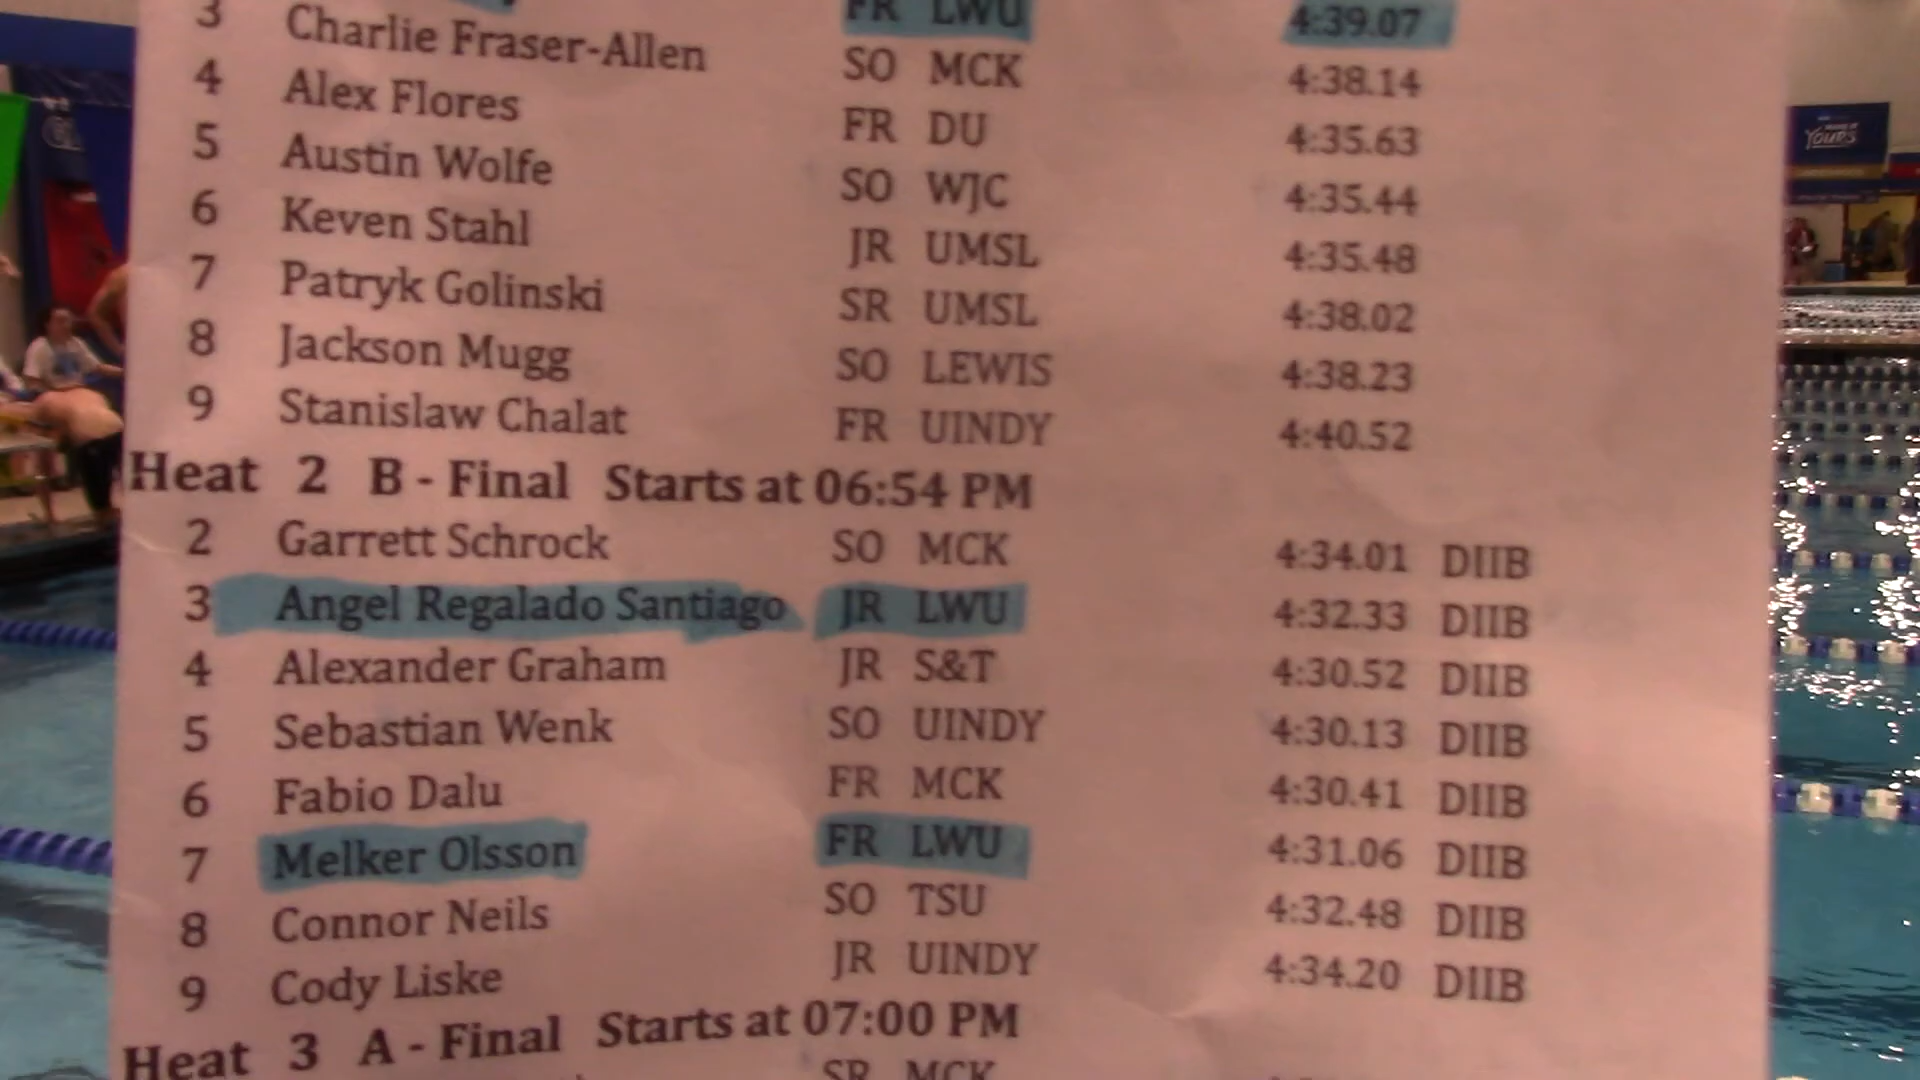 FR LWU 4:39.07
3 Charlie Fraser-Allen SO MCK 4:38.14
4 Alex Flores FR DU 4:35.63
5 Austin Wolfe SO WJC 4:35.44
6 Keven Stahl JR UMSL 4:35.48
7 Patryk Golinski SR UMSL 4:38.02
8 Jackson Mugg SO LEWIS 4:38.23
9 Stanislaw Chalat FR UINDY 4:40.52
Heat 2 B - Final Starts at 06:54 PM
2 Garrett Schrock SO MCK 4:34.01 DIIB
3 Angel Regalado Santiago JR LWU 4:32.33 DIIB
4 Alexander Graham JR S&T 4:30.52 DIIB
5 Sebastian Wenk SO UINDY 4:30.13 DIIB
6 Fabio Dalu FR MCK 4:30.41 DIIB
7 Melker Olsson FR LWU 4:31.06 DIIB
8 Connor Neils SO TSU 4:32.48 DIIB
9 Cody Liske JR UINDY 4:34.20 DIIB
Heat 3 A - Final Starts at 07:00 PM
SR MCK
YOURS